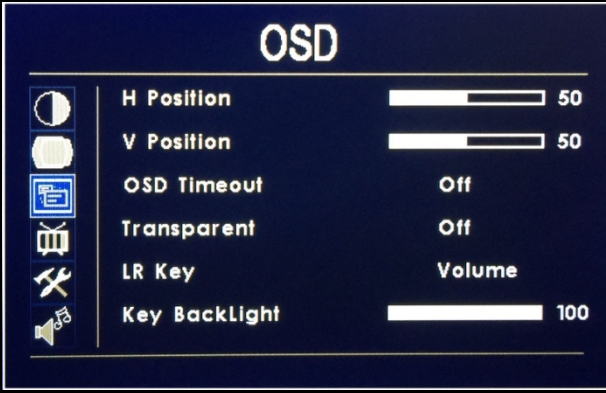 OSD
H Position 50
V Position 50
OSD Timeout Off
Transparent Off
LR Key Volume
Key BackLight 100